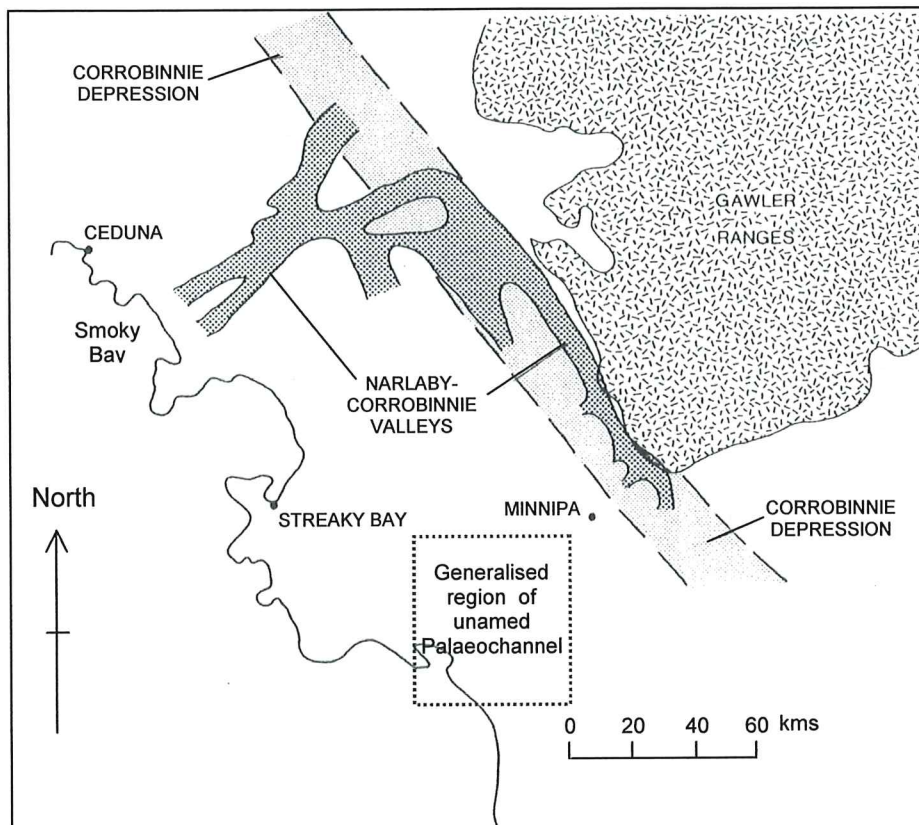 CORROBINNIE
DEPRESSION
GAWLER
RANGES
CEDUNA
Smoky
Bav
NARLABY-
CORROBINNIE
VALLEYS
North
STREAKY BAY
MINNIPA
CORROBINNIE
DEPRESSION
Generalised
region of
unamed
Palaeochannel
0 20 40 60 kms